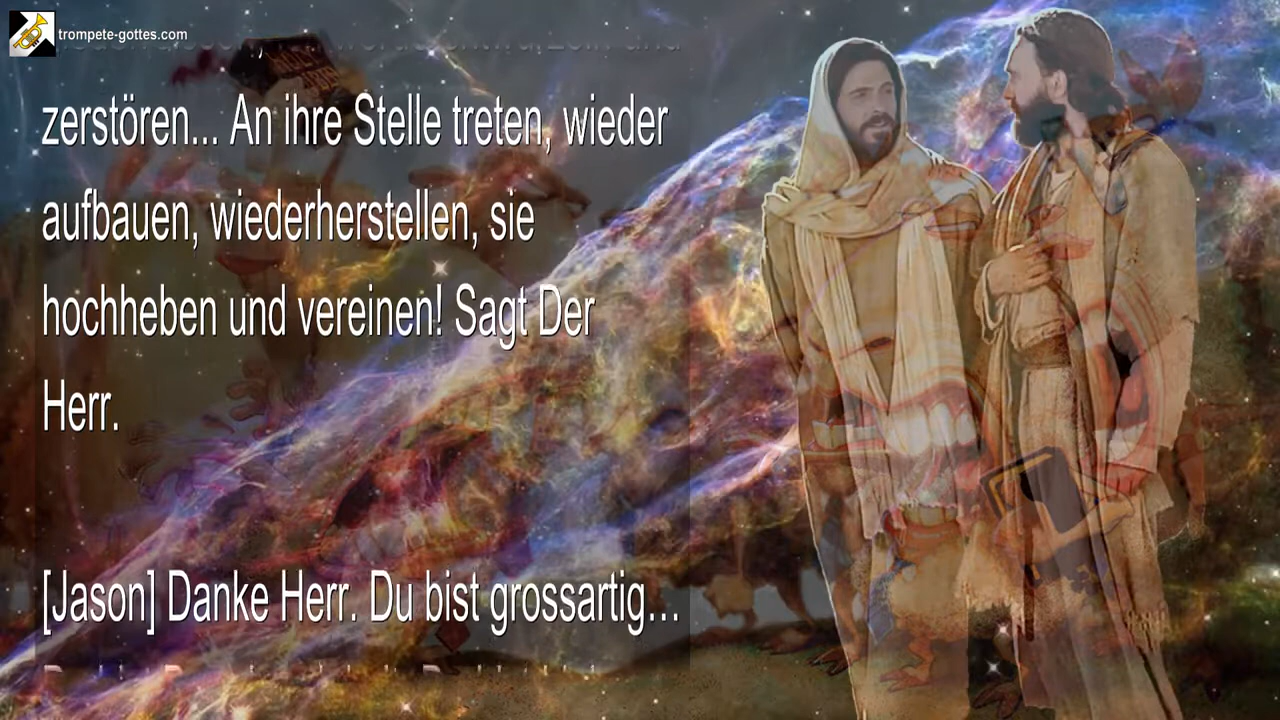 trompete-gottes.com
zerstören... An ihre Stelle treten, wieder
aufbauen, wiederherstellen, sie
hochheben und vereinen! Sagt Der
Herr.
[Jason] Danke Herr. Du bist grossartig...